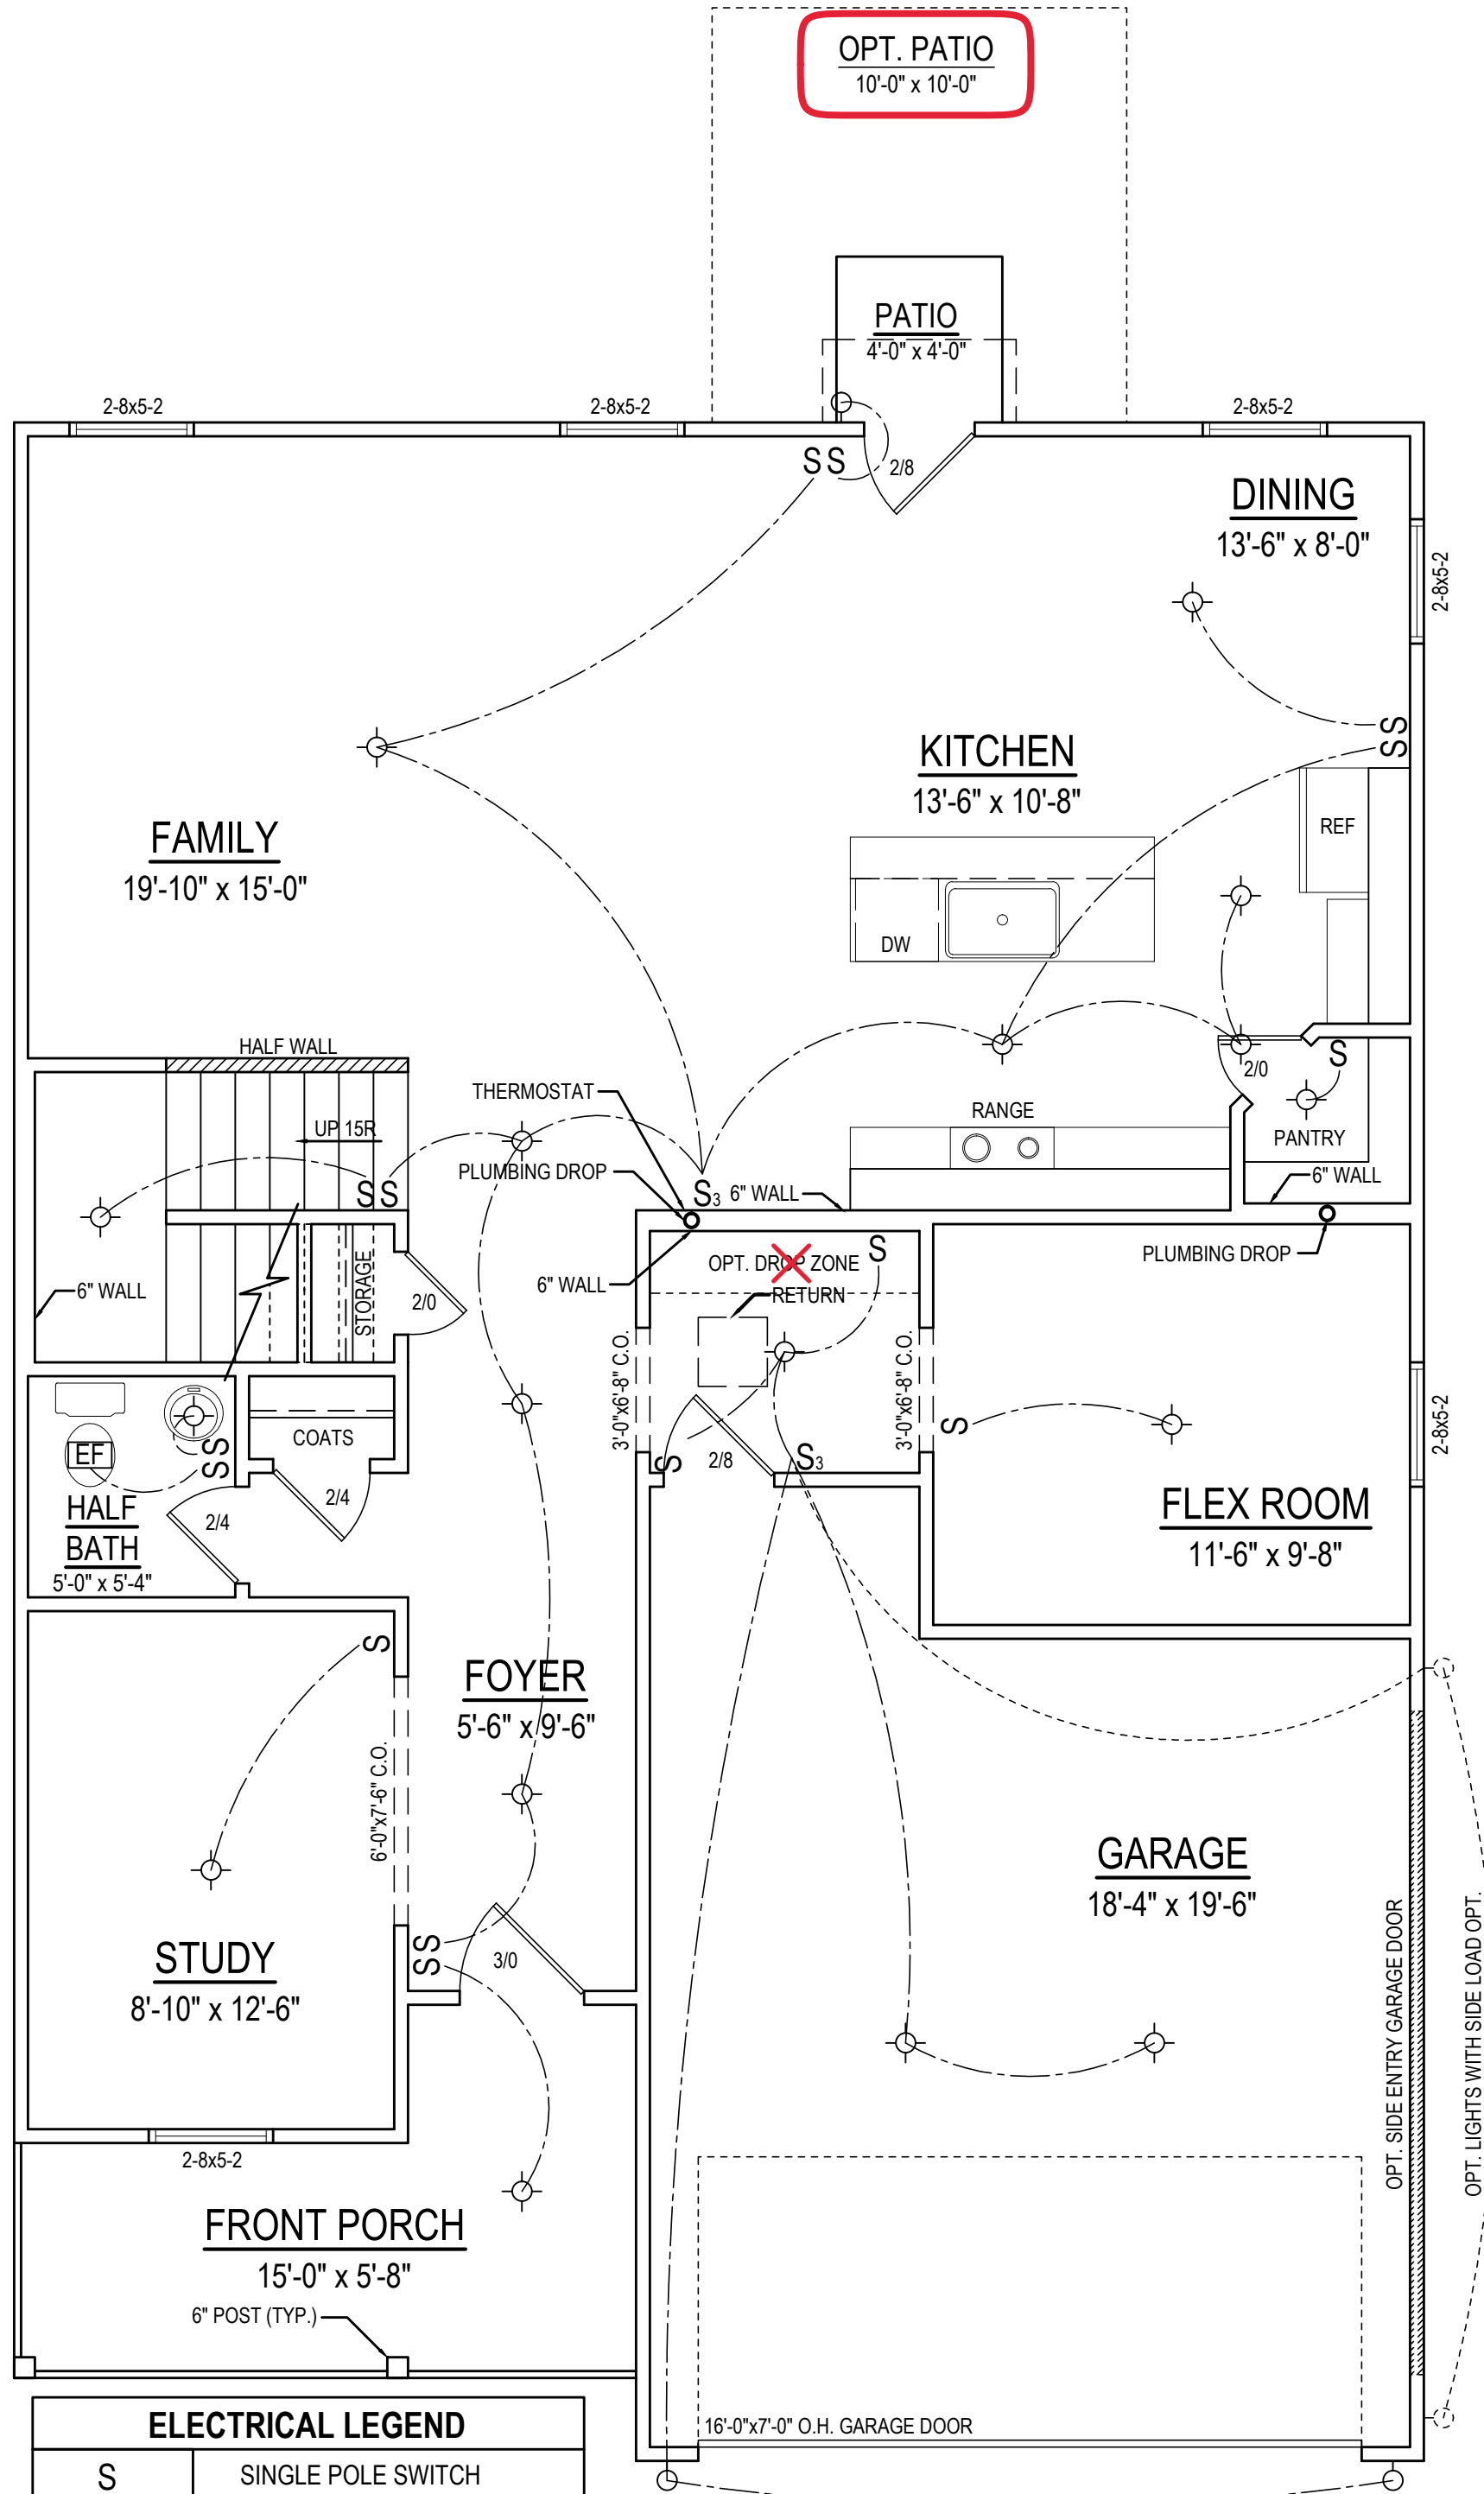 OPT. PATIO
10'-0" x 10'-0"
PATIO
4'-0" x 4'-0"
2-8x5-2
2-8x5-2
2-8x5-2
S S
2/8
DINING
13'-6" x 8'-0"
2-8x5-2
S
S
KITCHEN
13'-6" x 10'-8"
REF
FAMILY
19'-10" x 15'-0"
DW
HALF WALL
THERMOSTAT
S
2/0
RANGE
UP 15R
PANTRY
PLUMBING DROP
S S
S3
6" WALL
6" WALL
PLUMBING DROP
OPT. DROP ZONE
S
6" WALL
6" WALL
RETURN
STORAGE
2/0
3'-0"x6'-8" C.O.
3'-0"x6'-8" C.O.
2-8x5-2
COATS
S
S
S
EF
S
2/8
S3
2/4
HALF
BATH
5'-0" x 5'-4"
2/4
FLEX ROOM
11'-6" x 9'-8"
S
FOYER
5'-6" x 9'-6"
6'-0"x7'-6" C.O.
GARAGE
18'-4" x 19'-6"
S
S
3/0
STUDY
8'-10" x 12'-6"
OPT. SIDE ENTRY GARAGE DOOR
OPT. LIGHTS WITH SIDE LOAD OPT.
2-8x5-2
FRONT PORCH
15'-0" x 5'-8"
6" POST (TYP.)
16'-0"x7'-0" O.H. GARAGE DOOR
ELECTRICAL LEGEND
S SINGLE POLE SWITCH